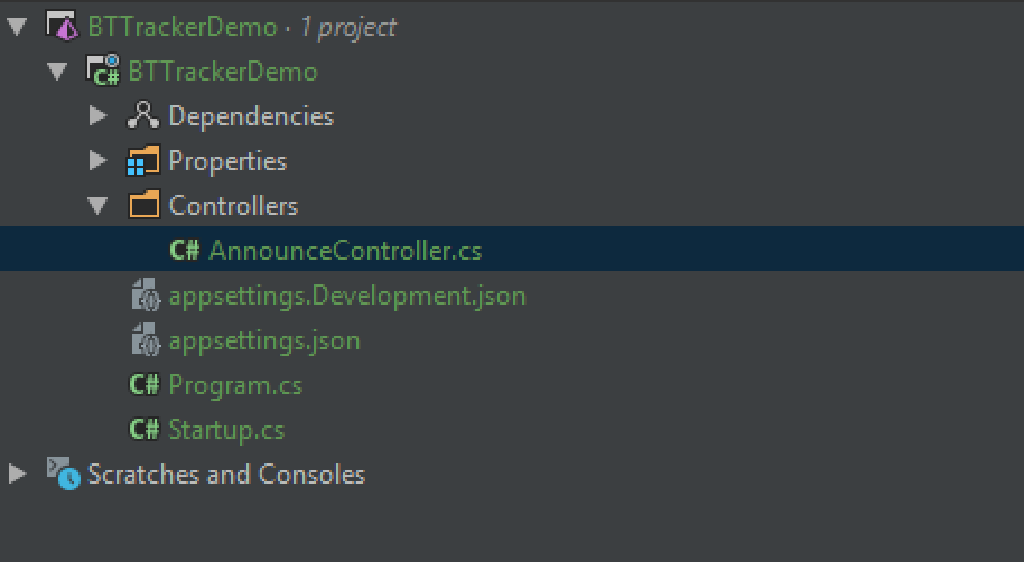 BTTrackerDemo · 1 project
C# BTTrackerDemo
Dependencies
Properties
Controllers
C# AnnounceController.cs
appsettings.Development.json
appsettings.json
C# Program.cs
C# Startup.cs
Scratches and Consoles